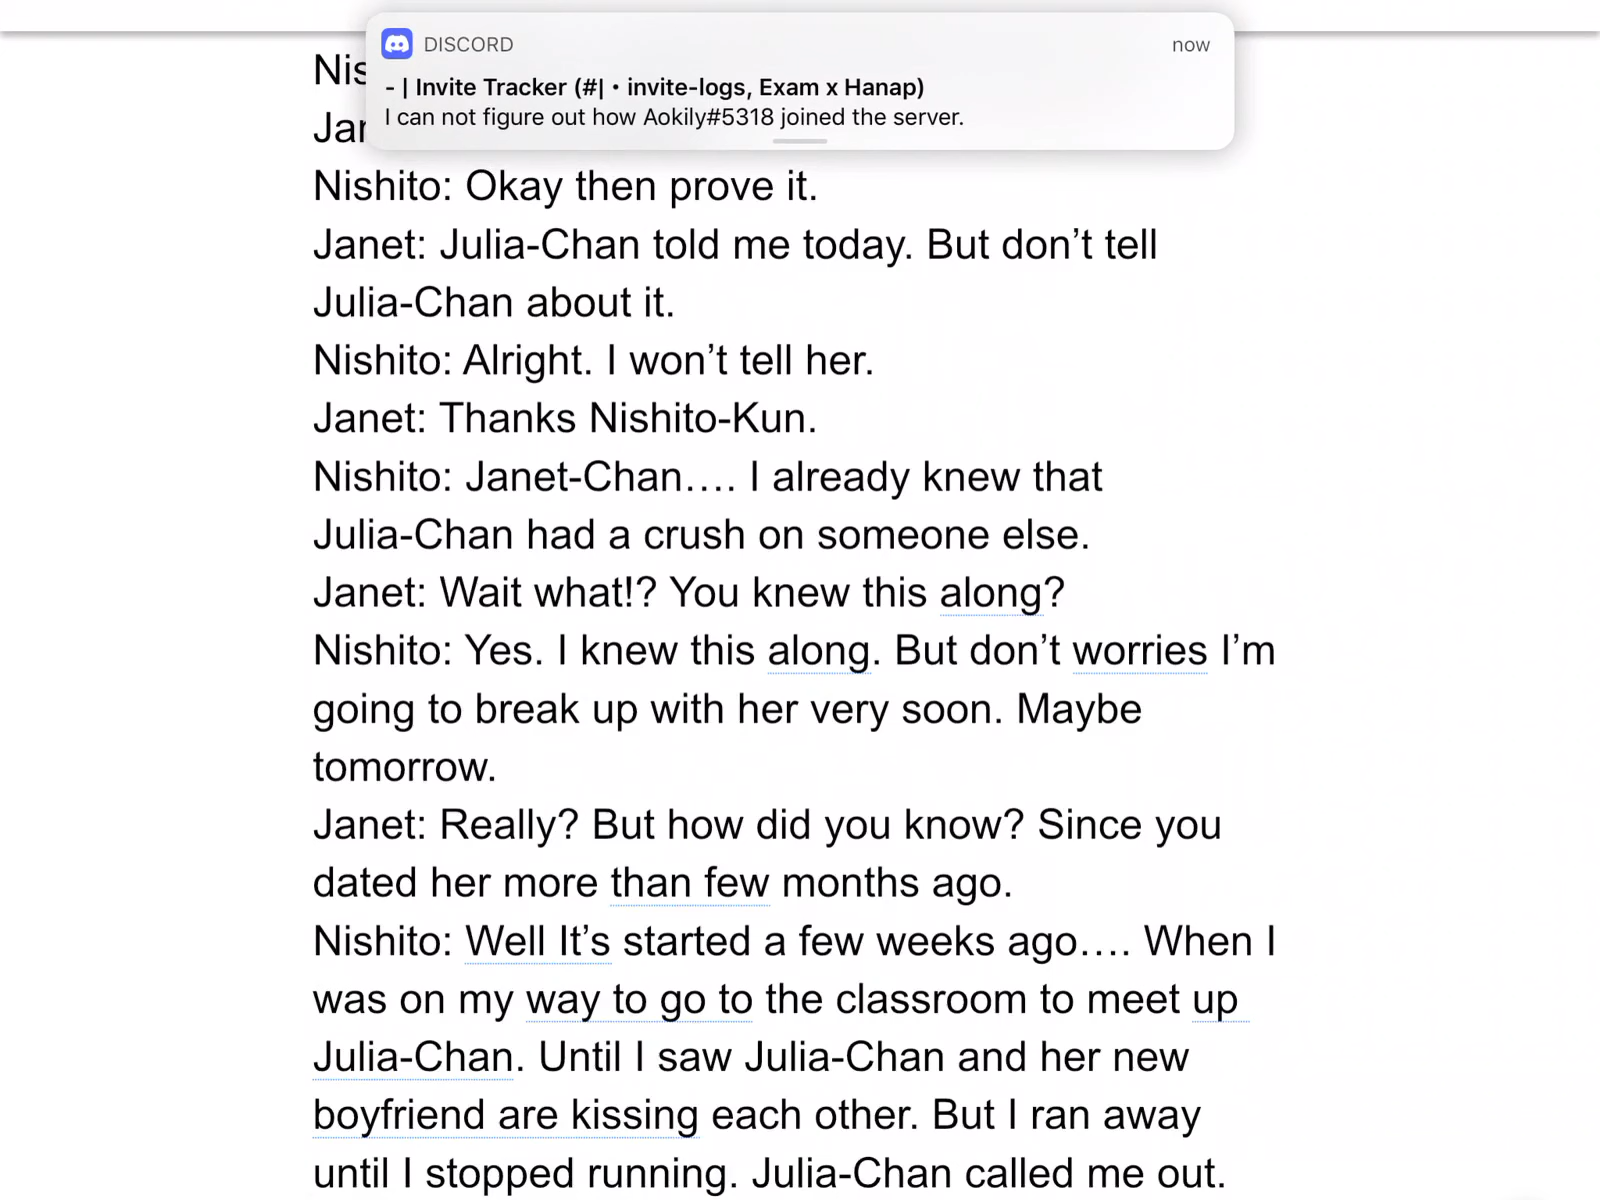 DISCORD
now
- | Invite Tracker (#| • invite-logs, Exam x Hanap)
I can not figure out how Aokily#5318 joined the server.
Nishito: Okay then prove it.
Janet: Julia-Chan told me today. But don’t tell
Julia-Chan about it.
Nishito: Alright. I won’t tell her.
Janet: Thanks Nishito-Kun.
Nishito: Janet-Chan…. I already knew that
Julia-Chan had a crush on someone else.
Janet: Wait what!? You knew this along?
Nishito: Yes. I knew this along. But don’t worries I’m
going to break up with her very soon. Maybe
tomorrow.
Janet: Really? But how did you know? Since you
dated her more than few months ago.
Nishito: Well It’s started a few weeks ago…. When I
was on my way to go to the classroom to meet up
Julia-Chan. Until I saw Julia-Chan and her new
boyfriend are kissing each other. But I ran away
until I stopped running. Julia-Chan called me out.